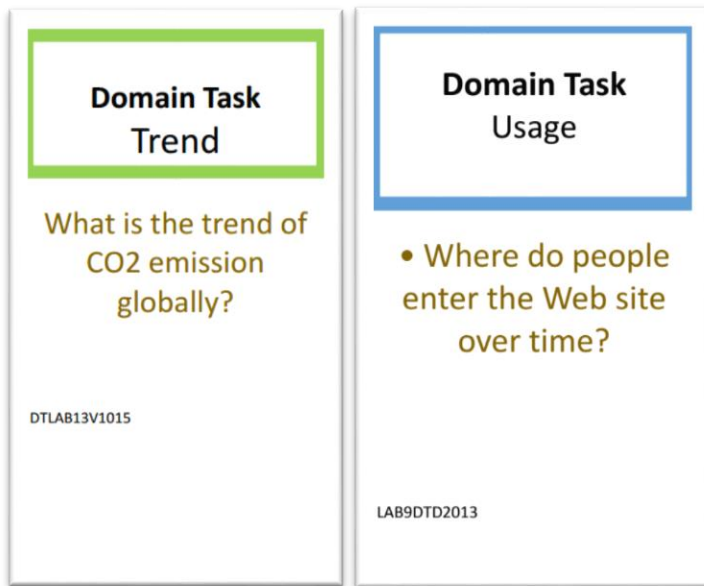 Domain Task
Trend
What is the trend of
CO2 emission
globally?
DTLAB13V1015
Domain Task
Usage
• Where do people
enter the Web site
over time?
LAB9DTD2013